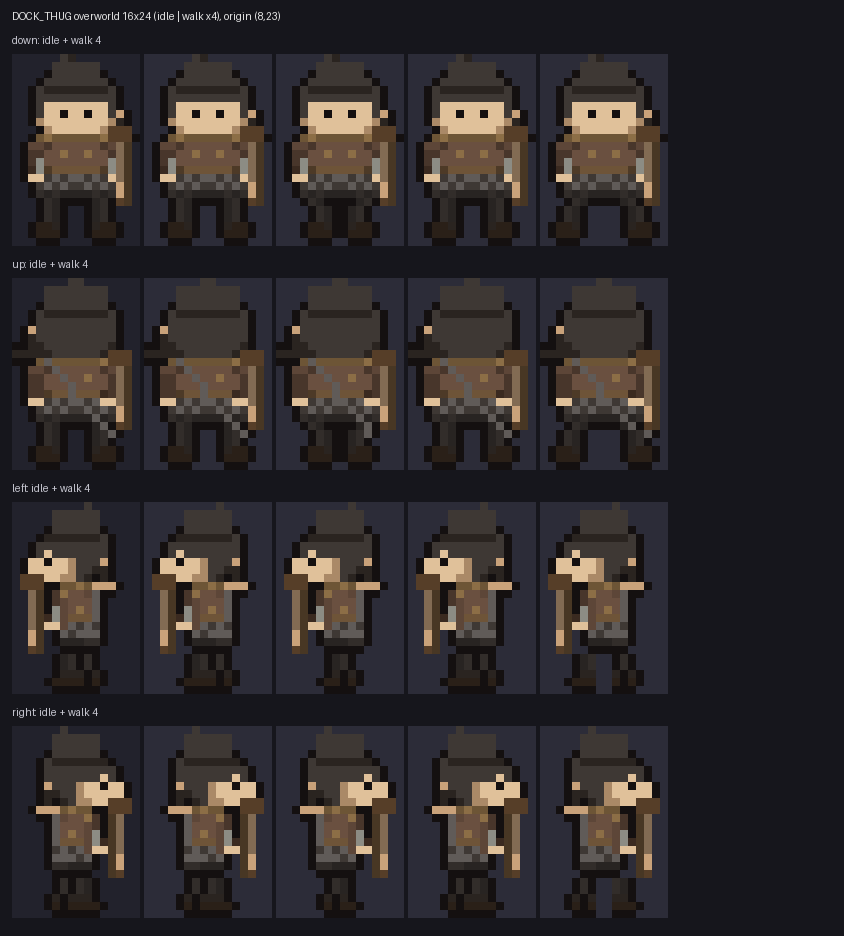 DOCK_THUG overworld 16x24 (idle | walk x4), origin (8,23)
down: idle + walk 4
up: idle + walk 4
left: idle + walk 4
right: idle + walk 4